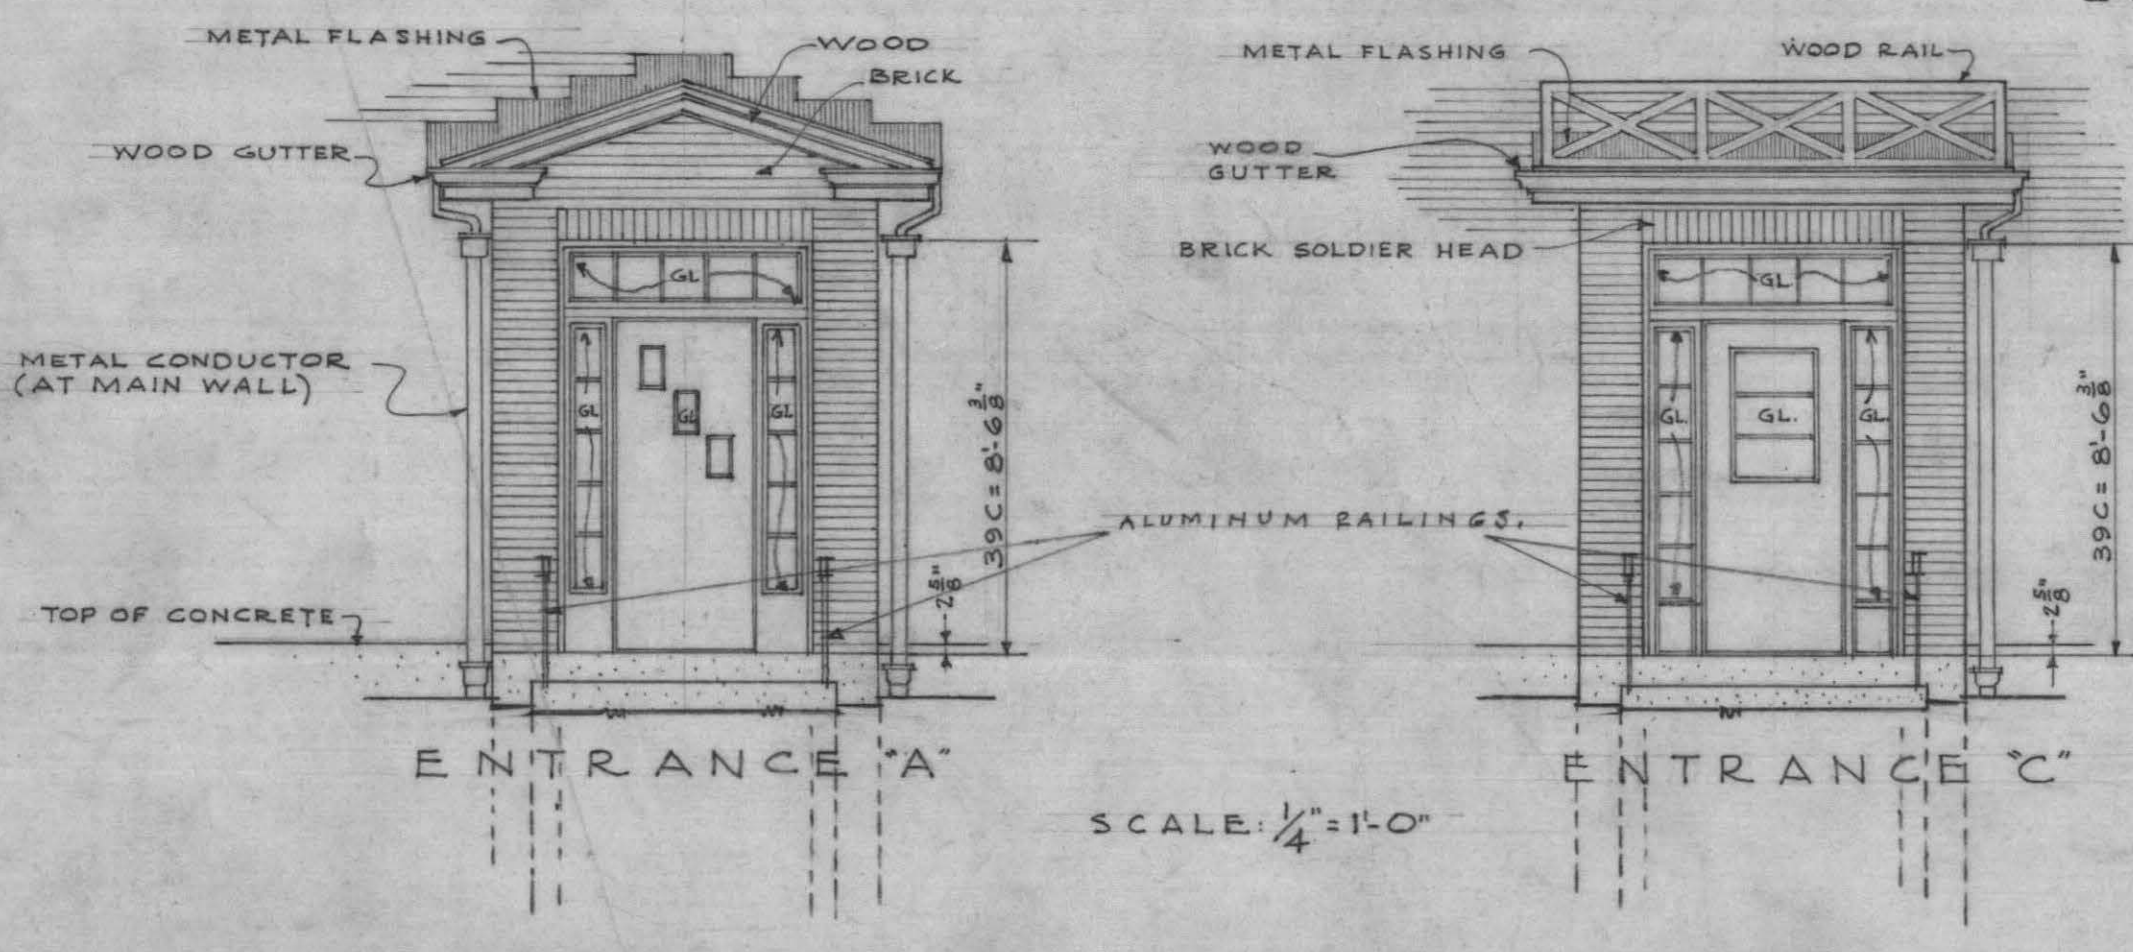 METAL FLASHING
WOOD
BRICK
WOOD GUTTER
METAL CONDUCTOR
(AT MAIN WALL)
TOP OF CONCRETE
GL
GL
GL
GL
39C = 8'-6 3/8"
2 5/8"
ENTRANCE "A"
METAL FLASHING
WOOD RAIL
WOOD
GUTTER
BRICK SOLDIER HEAD
GL.
GL.
GL.
GL.
ALUMINUM RAILINGS.
39C = 8'-6 3/8"
2 5/8"
ENTRANCE "C"
SCALE: 1/4" = 1'-0"